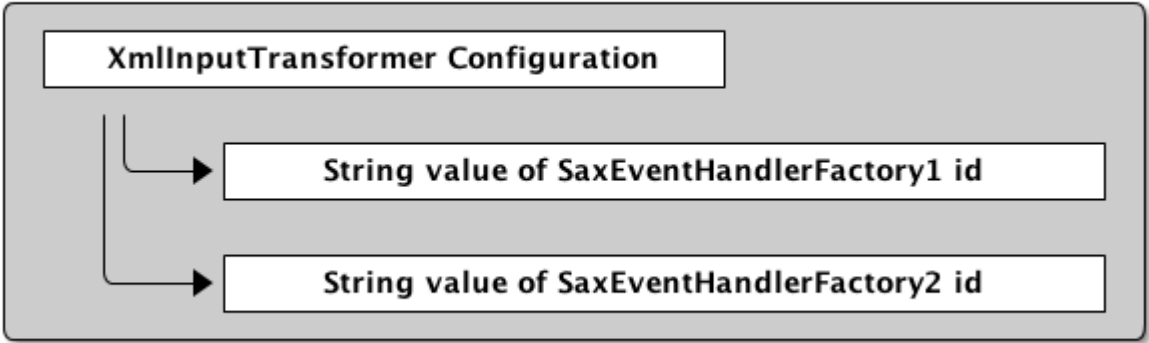 XmlInputTransformer Configuration
String value of SaxEventHandlerFactory1 id
String value of SaxEventHandlerFactory2 id